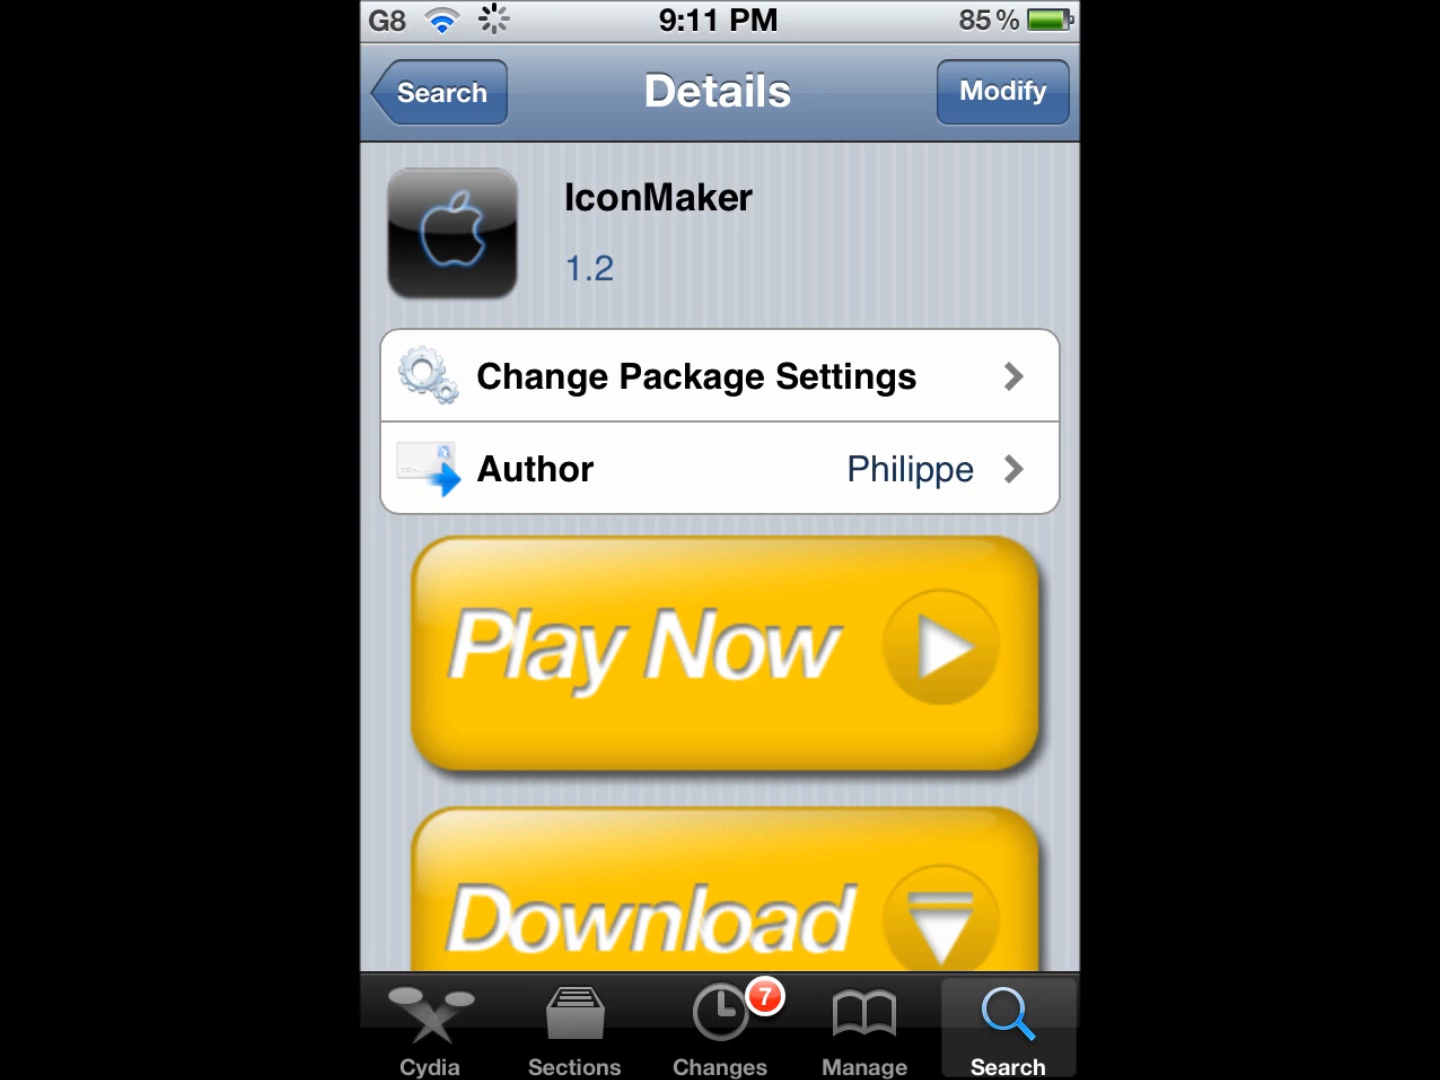 G8 9:11 PM 85%
Search Details Modify
IconMaker
1.2
Change Package Settings
Author Philippe
Play Now
Download
7
Cydia Sections Changes Manage Search